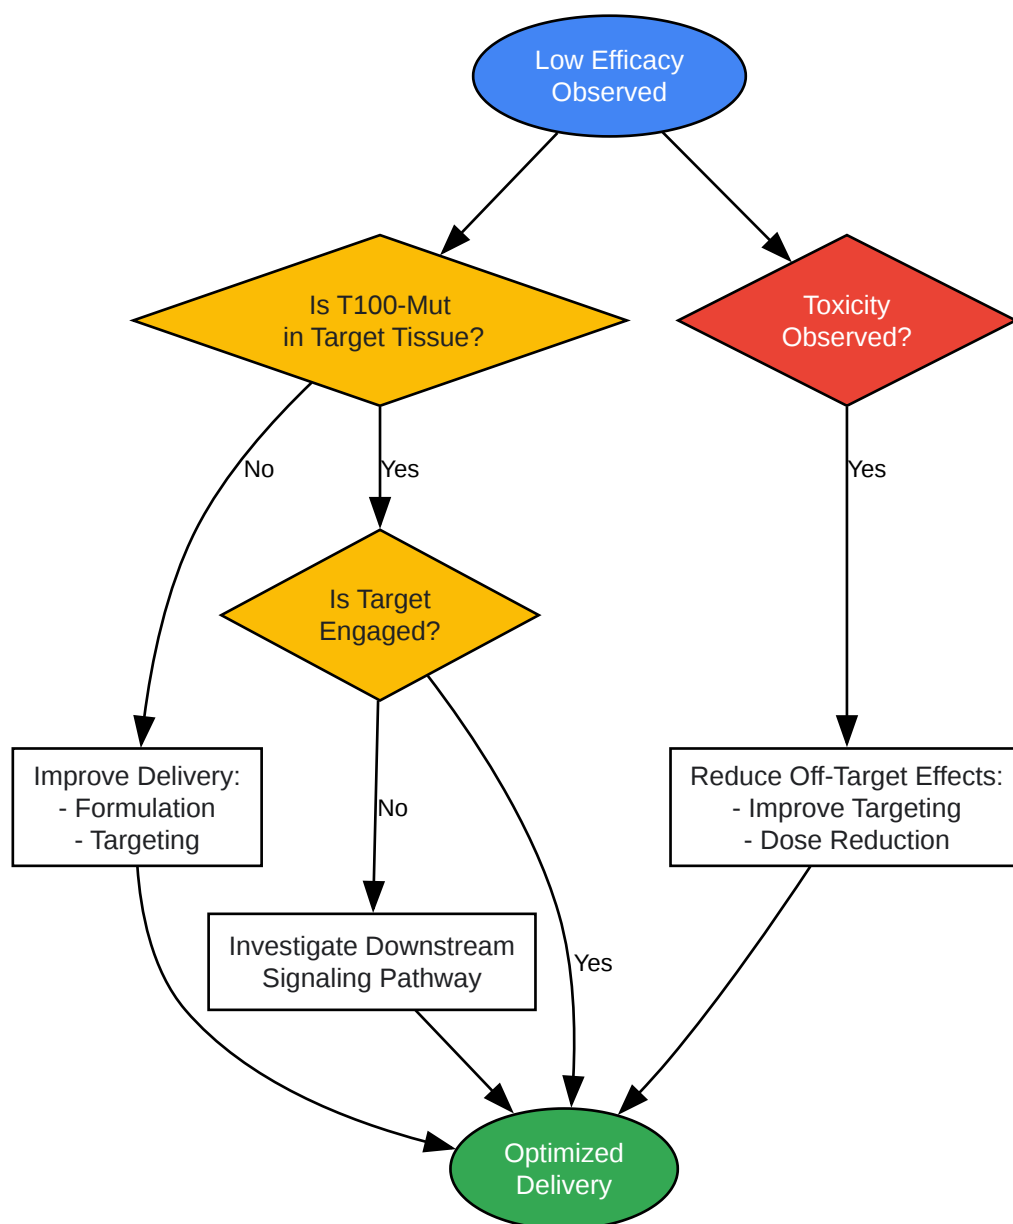 Low Efficacy
Observed
Is T100-Mut
in Target Tissue?
Toxicity
Observed?
No
Yes
Yes
Is Target
Engaged?
Improve Delivery:
- Formulation
- Targeting
Reduce Off-Target Effects:
- Improve Targeting
- Dose Reduction
No
Investigate Downstream
Signaling Pathway
Yes
Optimized
Delivery